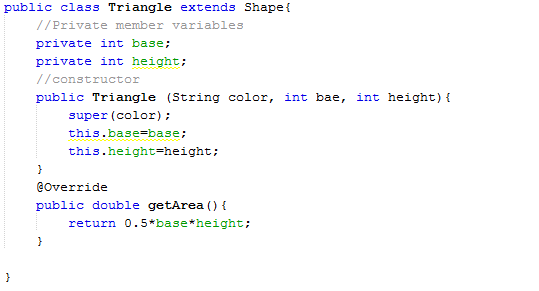 public class Triangle extends Shape{
//Private member variables
private int base;
private int height;
//constructor
public Triangle (String color, int bae, int height){
super(color);
this.base=base;
this.height=height;
}
@Override
public double getArea(){
return 0.5*base*height;
}
}